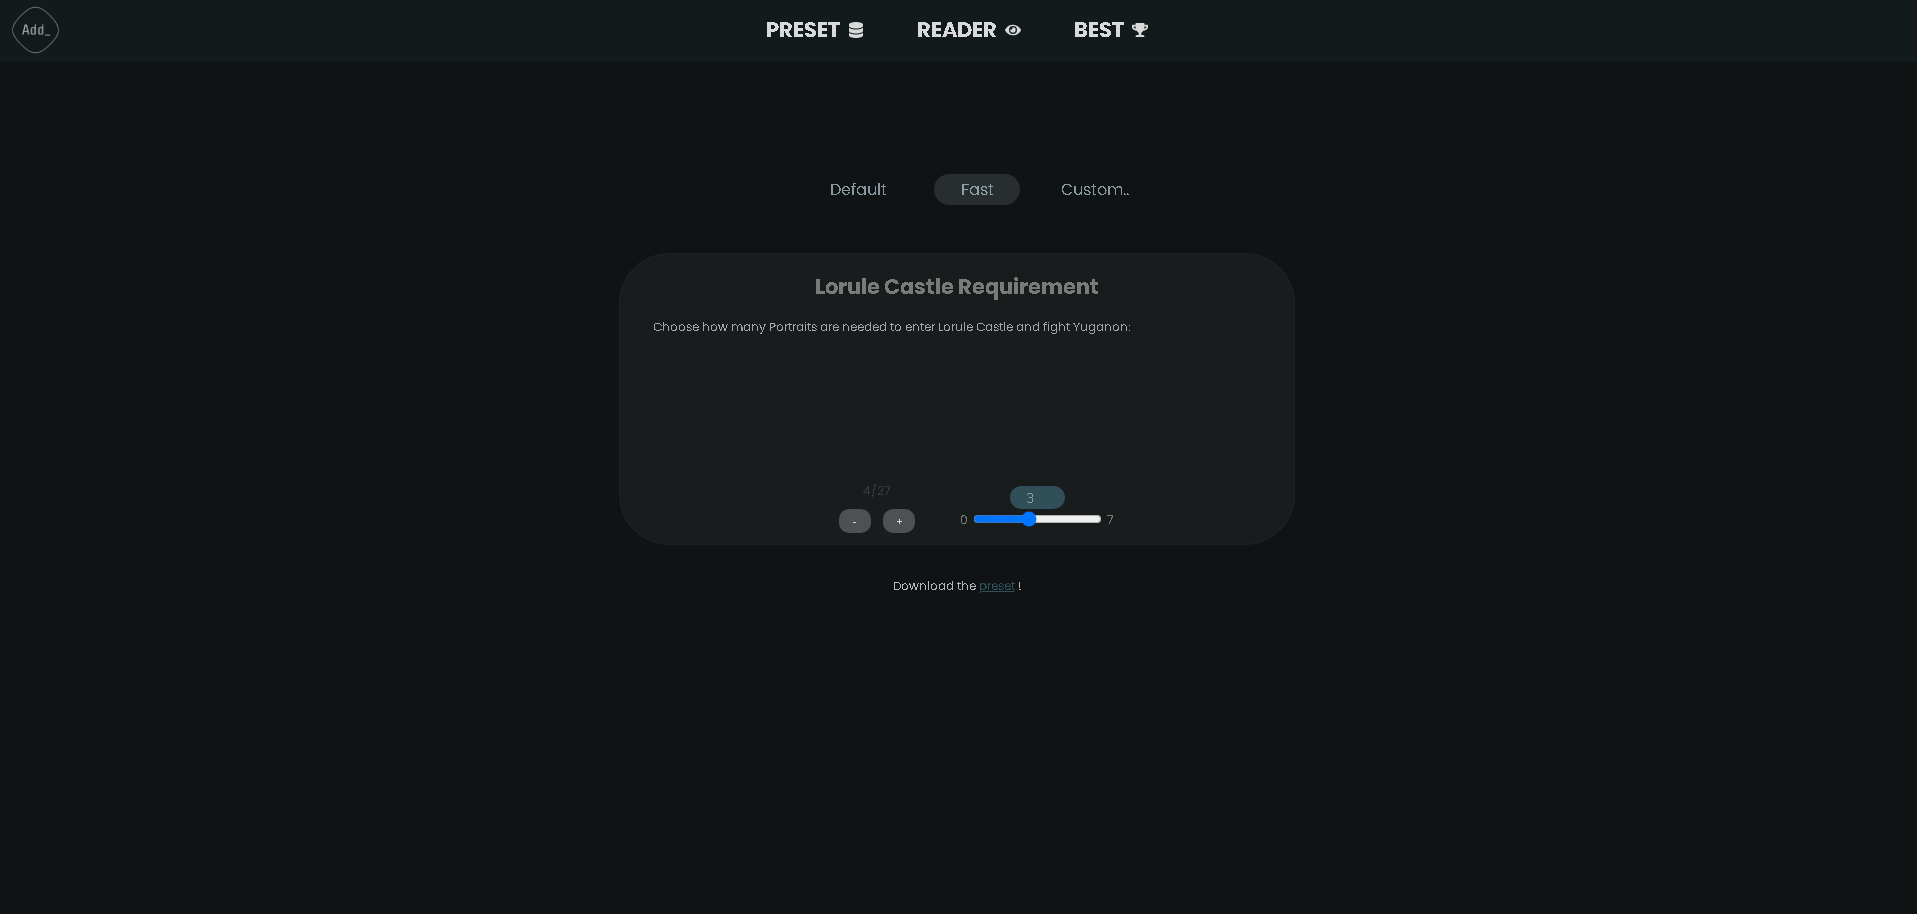 Add_
PRESET
READER
BEST
Default
Fast
Custom..
Lorule Castle Requirement
Choose how many Portraits are needed to enter Lorule Castle and fight Yuganon:
4/27
- +
3
0 7
Download the preset !